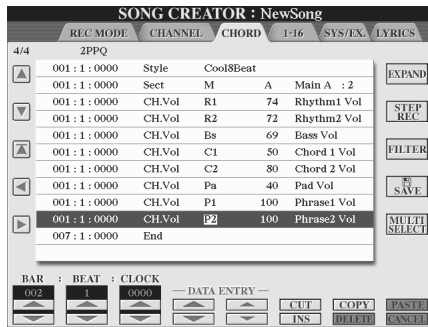 SONG CREATOR : NewSong
REC MODE CHANNEL CHORD 1-16 SYS/EX. LYRICS
4/4 2PPQ
001 : 1 : 0000 Style Cool8Beat
001 : 1 : 0000 Sect M A Main A : 2
001 : 1 : 0000 CH.Vol R1 74 Rhythm1 Vol
001 : 1 : 0000 CH.Vol R2 72 Rhythm2 Vol
001 : 1 : 0000 CH.Vol Bs 69 Bass Vol
001 : 1 : 0000 CH.Vol C1 50 Chord 1 Vol
001 : 1 : 0000 CH.Vol C2 80 Chord 2 Vol
001 : 1 : 0000 CH.Vol Pa 40 Pad Vol
001 : 1 : 0000 CH.Vol P1 100 Phrase1 Vol
001 : 1 : 0000 CH.Vol P2 100 Phrase2 Vol
007 : 1 : 0000 End
EXPAND
STEP
REC
FILTER
SAVE
MULTI
SELECT
BAR : BEAT : CLOCK
002 1 0000
DATA ENTRY
CUT COPY PASTE
INS DELETE CANCEL